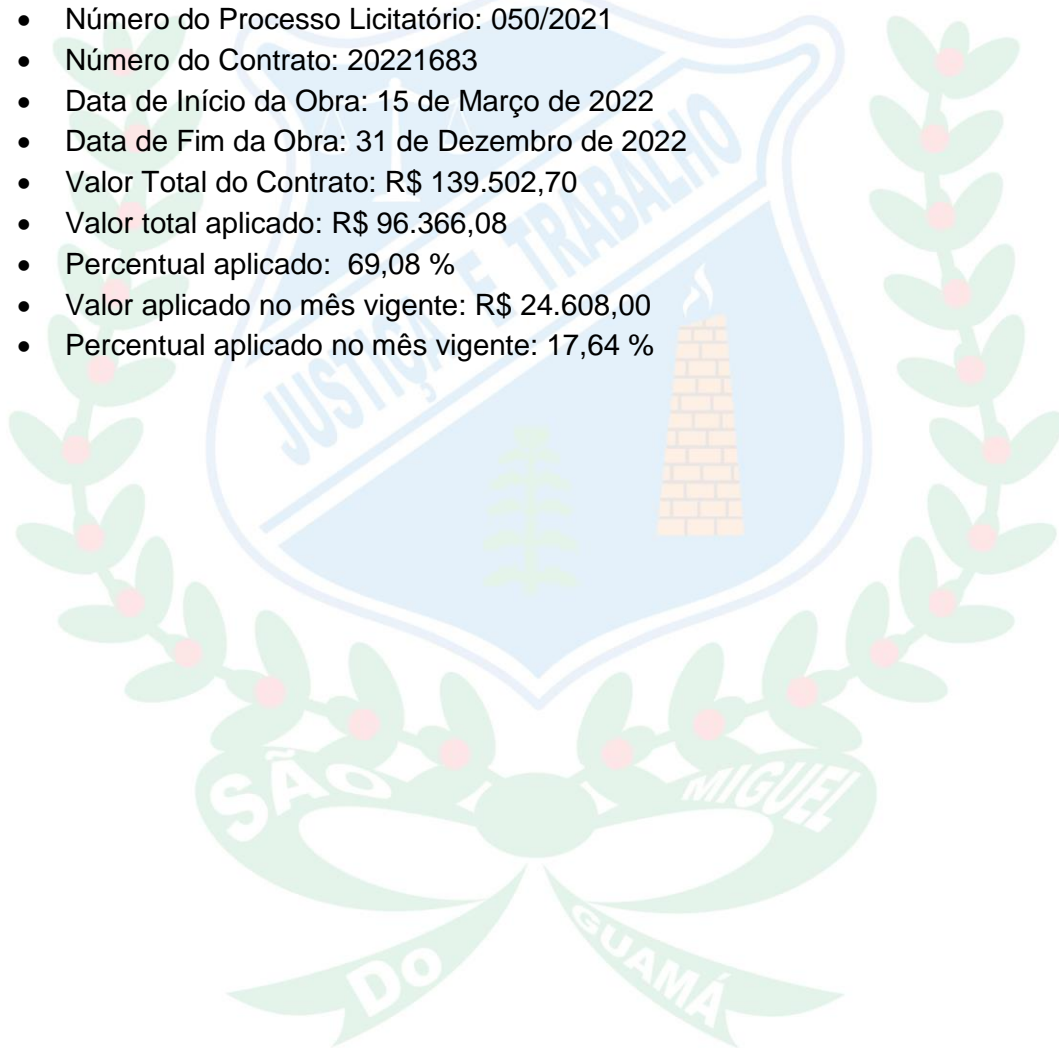 • Número do Processo Licitatório: 050/2021
• Número do Contrato: 20221683
• Data de Início da Obra: 15 de Março de 2022
• Data de Fim da Obra: 31 de Dezembro de 2022
• Valor Total do Contrato: R$ 139.502,70
• Valor total aplicado: R$ 96.366,08
• Percentual aplicado: 69,08 %
• Valor aplicado no mês vigente: R$ 24.608,00
• Percentual aplicado no mês vigente: 17,64 %
JUSTIÇA E TRABALHO
SÃO MIGUEL
DO GUAMÁ